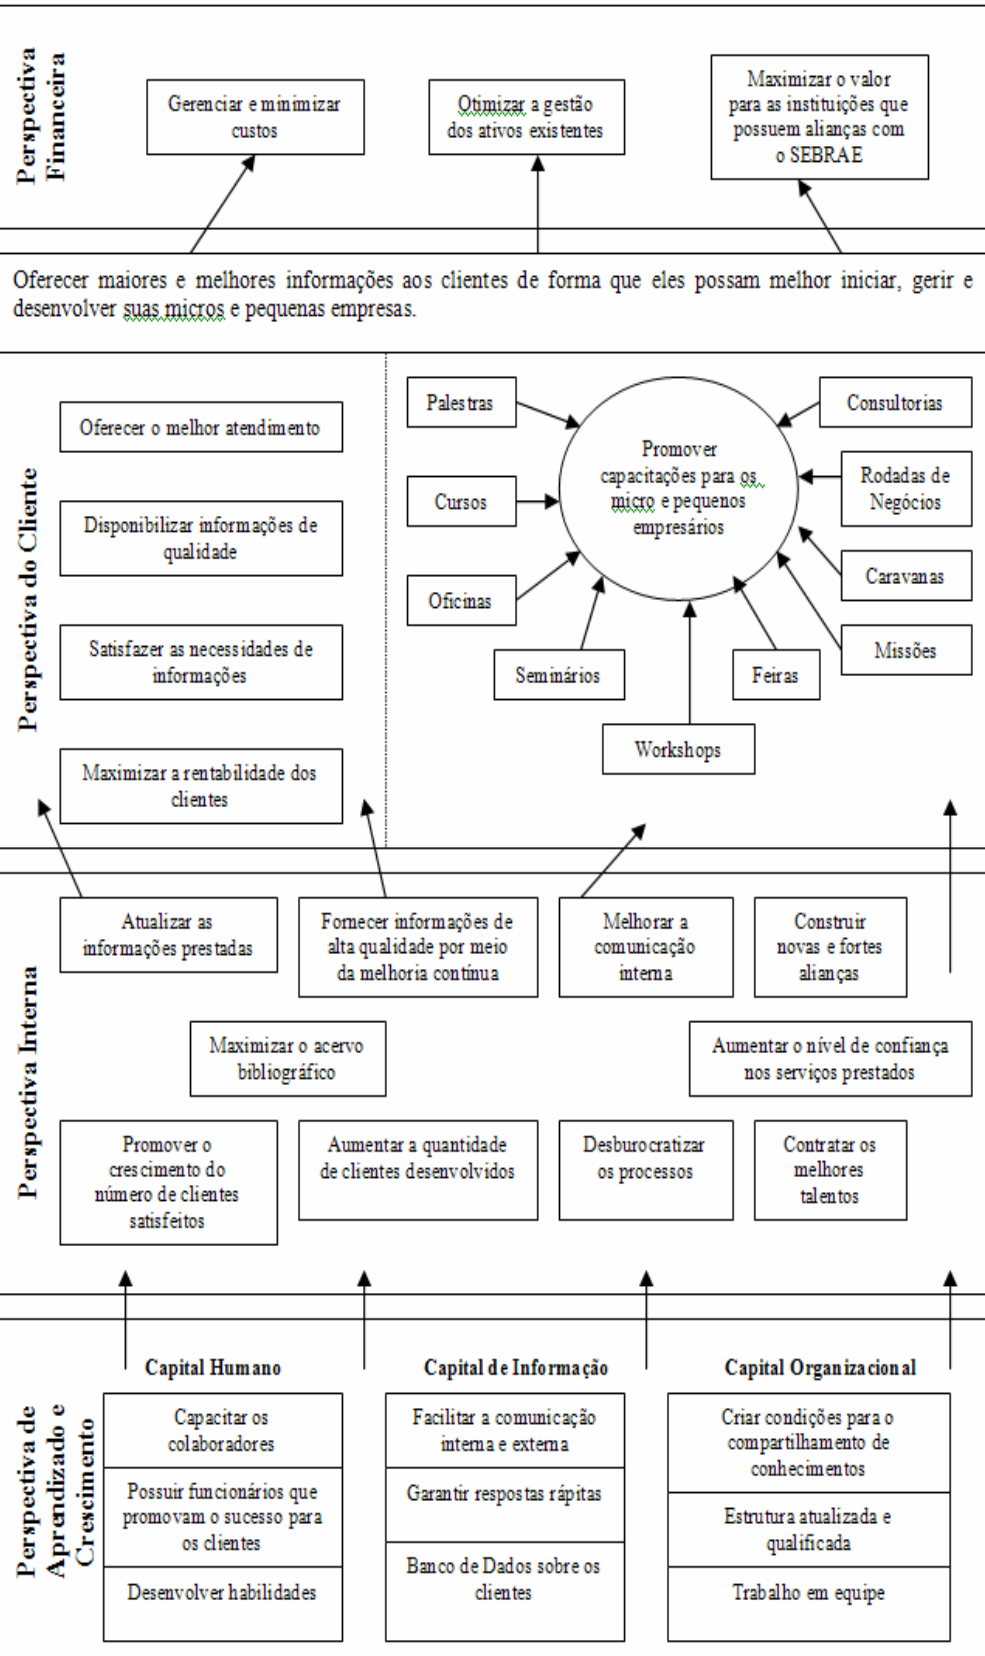 Perspectiva
Financeira
Gerenciar e minimizar
custos
Otimizar a gestão
dos ativos existentes
Maximizar o valor
para as instituições que
possuem alianças com
o SEBRAE
Oferecer maiores e melhores informações aos clientes de forma que eles possam melhor iniciar, gerir e
desenvolver suas micros e pequenas empresas.
Perspectiva do Cliente
Oferecer o melhor atendimento
Disponibilizar informações de
qualidade
Satisfazer as necessidades de
informações
Maximizar a rentabilidade dos
clientes
Palestras
Cursos
Oficinas
Seminários
Workshops
Feiras
Missões
Caravanas
Rodadas de
Negócios
Consultorias
Promover
capacitações para os
micro e pequenos
empresários
Perspectiva Interna
Atualizar as
informações prestadas
Fornecer informações de
alta qualidade por meio
da melhoria contínua
Melhorar a
comunicação
interna
Construir
novas e fortes
alianças
Maximizar o acervo
bibliográfico
Aumentar o nível de confiança
nos serviços prestados
Promover o
crescimento do
número de clientes
satisfeitos
Aumentar a quantidade
de clientes desenvolvidos
Desburocratizar
os processos
Contratar os
melhores
talentos
Perspectiva de
Aprendizado e
Crescimento
Capital Humano
Capacitar os
colaboradores
Possuir funcionários que
promovam o sucesso para
os clientes
Desenvolver habilidades
Capital de Informação
Facilitar a comunicação
interna e externa
Garantir respostas rápitas
Banco de Dados sobre os
clientes
Capital Organizacional
Criar condições para o
compartilhamento de
conhecimentos
Estrutura atualizada e
qualificada
Trabalho em equipe